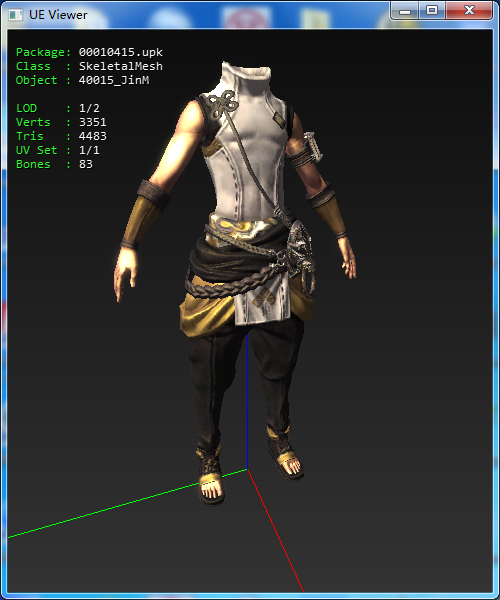 UE Viewer
Package: 00010415.upk
Class : SkeletalMesh
Object : 40015_JinM
LOD : 1/2
Verts : 3351
Tris : 4483
UV Set : 1/1
Bones : 83